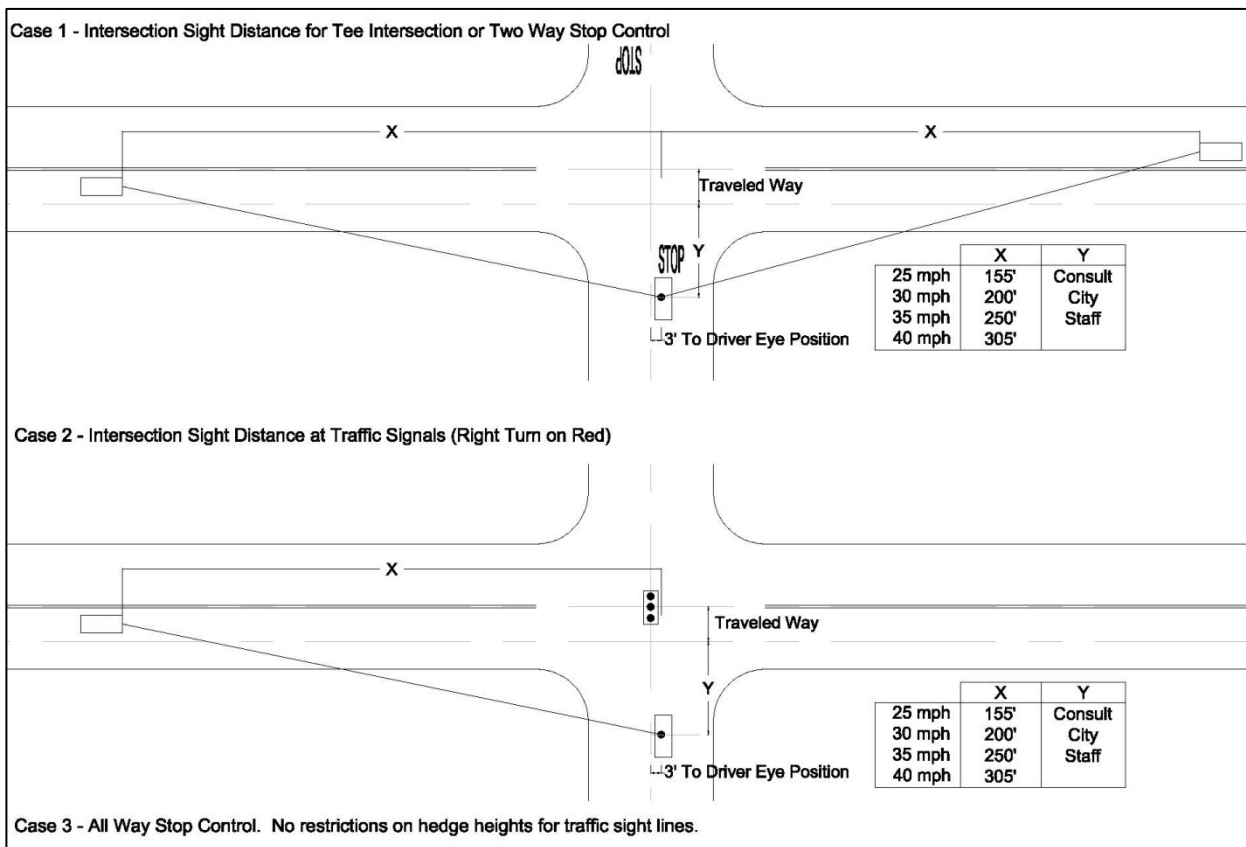 Case 1 - Intersection Sight Distance for Tee Intersection or Two Way Stop Control
STOP
X
X
Traveled Way
STOP
Y
3' To Driver Eye Position
X Y
25 mph 155' Consult
30 mph 200' City
35 mph 250' Staff
40 mph 305'
Case 2 - Intersection Sight Distance at Traffic Signals (Right Turn on Red)
X
Traveled Way
Y
3' To Driver Eye Position
X Y
25 mph 155' Consult
30 mph 200' City
35 mph 250' Staff
40 mph 305'
Case 3 - All Way Stop Control. No restrictions on hedge heights for traffic sight lines.